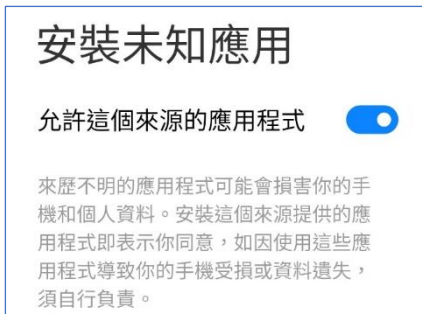 安裝未知應用
允許這個來源的應用程式
來歷不明的應用程式可能會損害你的手
機和個人資料。安裝這個來源提供的應
用程式即表示你同意，如因使用這些應
用程式導致你的手機受損或資料遺失，
須自行負責。